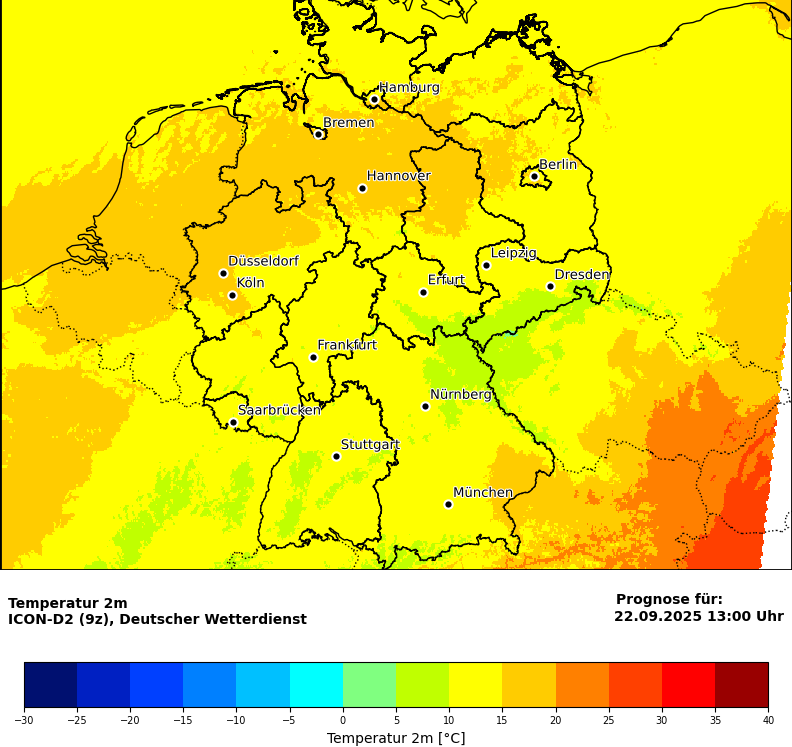 Hamburg
Bremen
Berlin
Hannover
Leipzig
Düsseldorf
Dresden
Köln
Erfurt
Frankfurt
Nürnberg
Saarbrücken
Stuttgart
München
Temperatur 2m
ICON-D2 (9z), Deutscher Wetterdienst
Prognose für:
22.09.2025 13:00 Uhr
−30 −25 −20 −15 −10 −5 0 5 10 15 20 25 30 35 40
Temperatur 2m [°C]